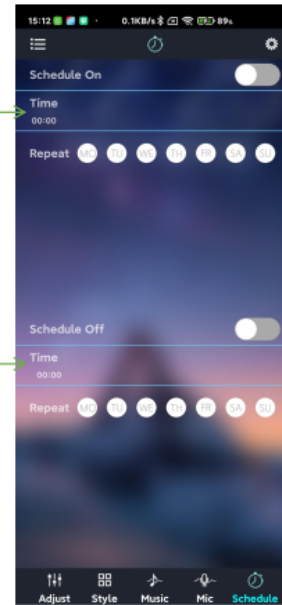 15:12 0.1KB/s 89%
Schedule On
Time
00:00
Repeat MO TU WE TH FR SA SU
Schedule Off
Time
00:00
Repeat MO TU WE TH FR SA SU
Adjust Style Music Mic Schedule